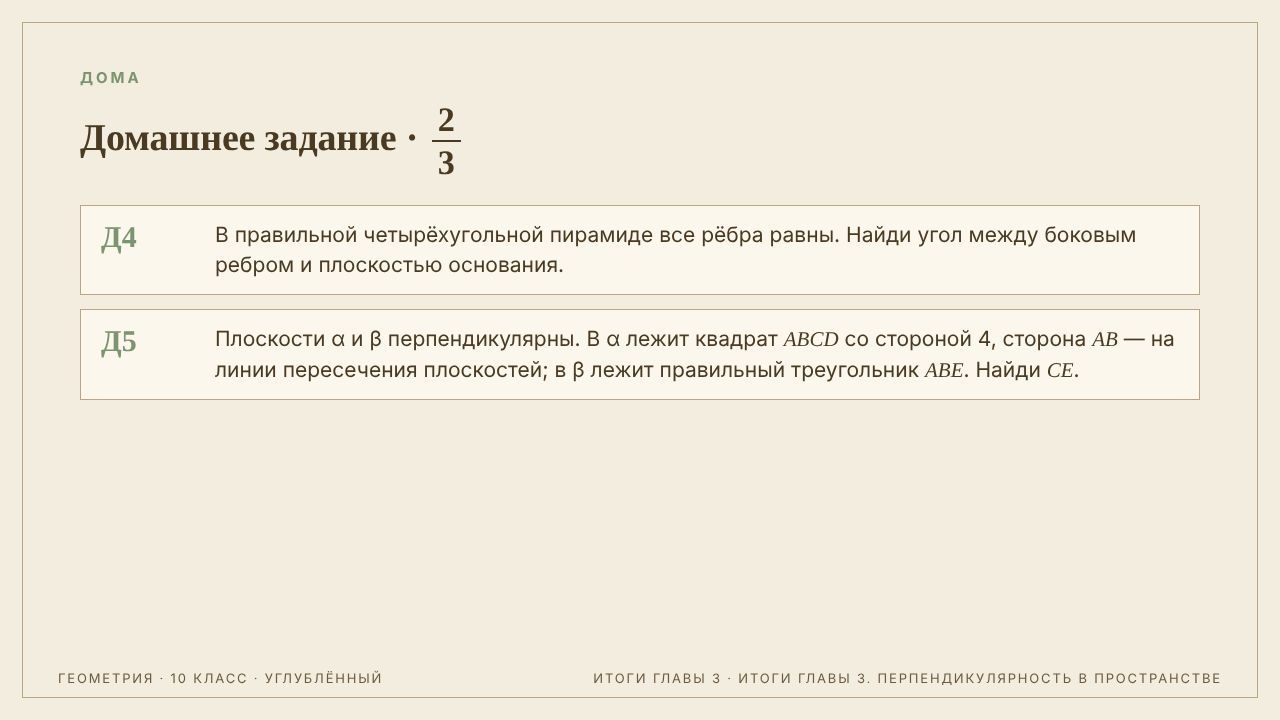 ДОМА
Домашнее задание · 2/3
Д4
В правильной четырёхугольной пирамиде все рёбра равны. Найди угол между боковым
ребром и плоскостью основания.
Д5
Плоскости α и β перпендикулярны. В α лежит квадрат ABCD со стороной 4, сторона AB — на
линии пересечения плоскостей; в β лежит правильный треугольник ABE. Найди CE.
ГЕОМЕТРИЯ · 10 КЛАСС · УГЛУБЛЁННЫЙ
ИТОГИ ГЛАВЫ 3 · ИТОГИ ГЛАВЫ 3. ПЕРПЕНДИКУЛЯРНОСТЬ В ПРОСТРАНСТВЕ